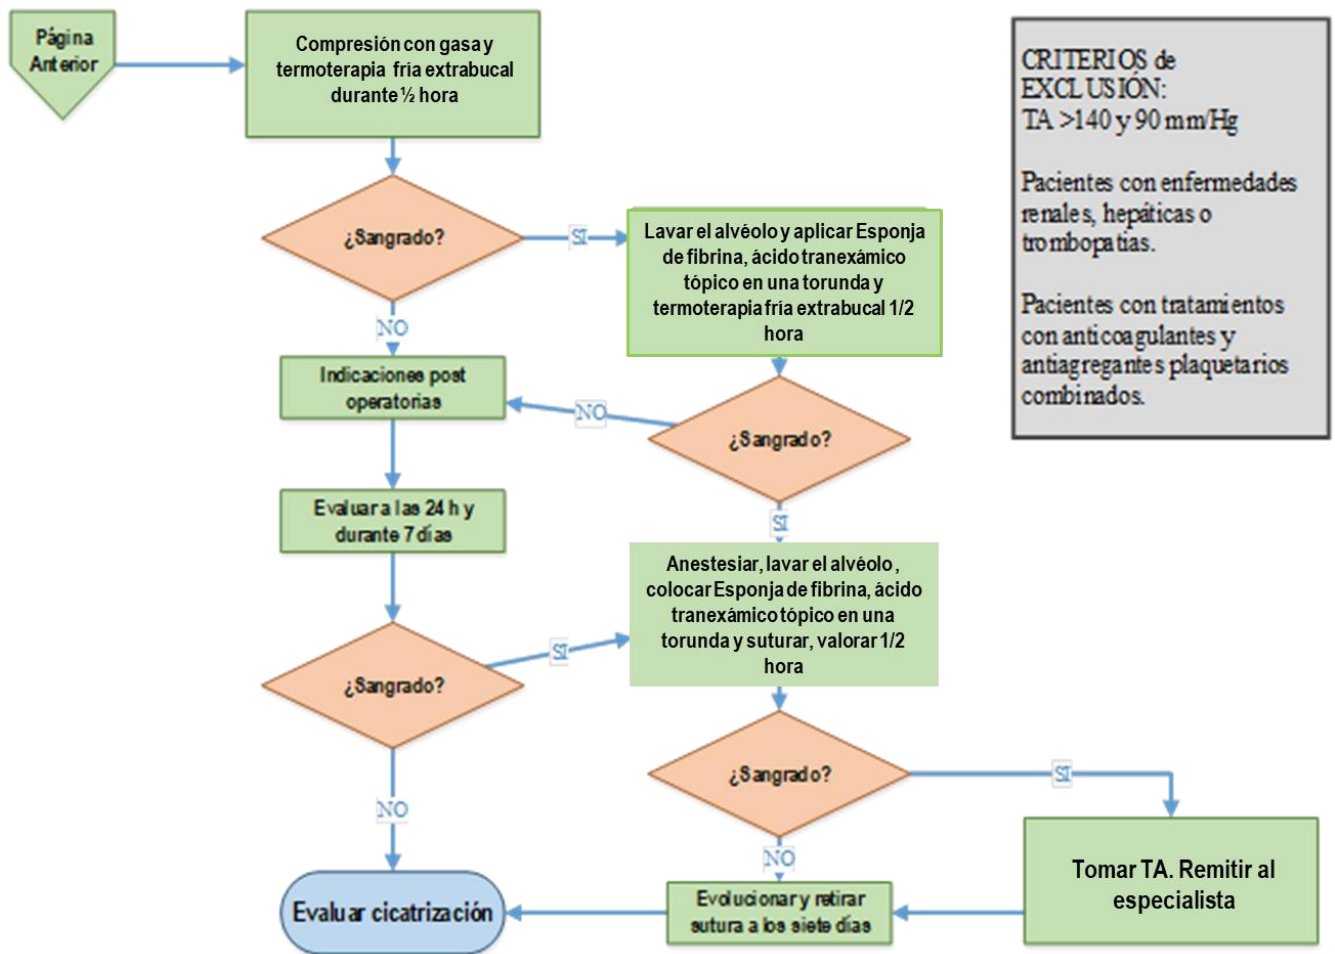 Página
Anterior
Compresión con gasa y
termoterapia fría extrabucal
durante ½ hora
CRITERIOS de
EXCLUSIÓN:
TA >140 y 90 mm/Hg
Pacientes con enfermedades
renales, hepáticas o
trombopatías.
Pacientes con tratamientos
con anticoagulantes y
antiagregantes plaquetarios
combinados.
¿Sangrado?
SI
Lavar el alvéolo y aplicar Esponja
de fibrina, ácido tranexámico
tópico en una torunda y
termoterapia fría extrabucal 1/2
hora
NO
Indicaciones post
operatorias
NO
¿Sangrado?
SI
Evaluar a las 24 h y
durante 7 días
Anestesiar, lavar el alvéolo ,
colocar Esponja de fibrina, ácido
tranexámico tópico en una
torunda y suturar, valorar 1/2
hora
¿Sangrado?
SI
¿Sangrado?
SI
NO
NO
Tomar TA. Remitir al
especialista
Evaluar cicatrización
Evolucionar y retirar
sutura a los siete días